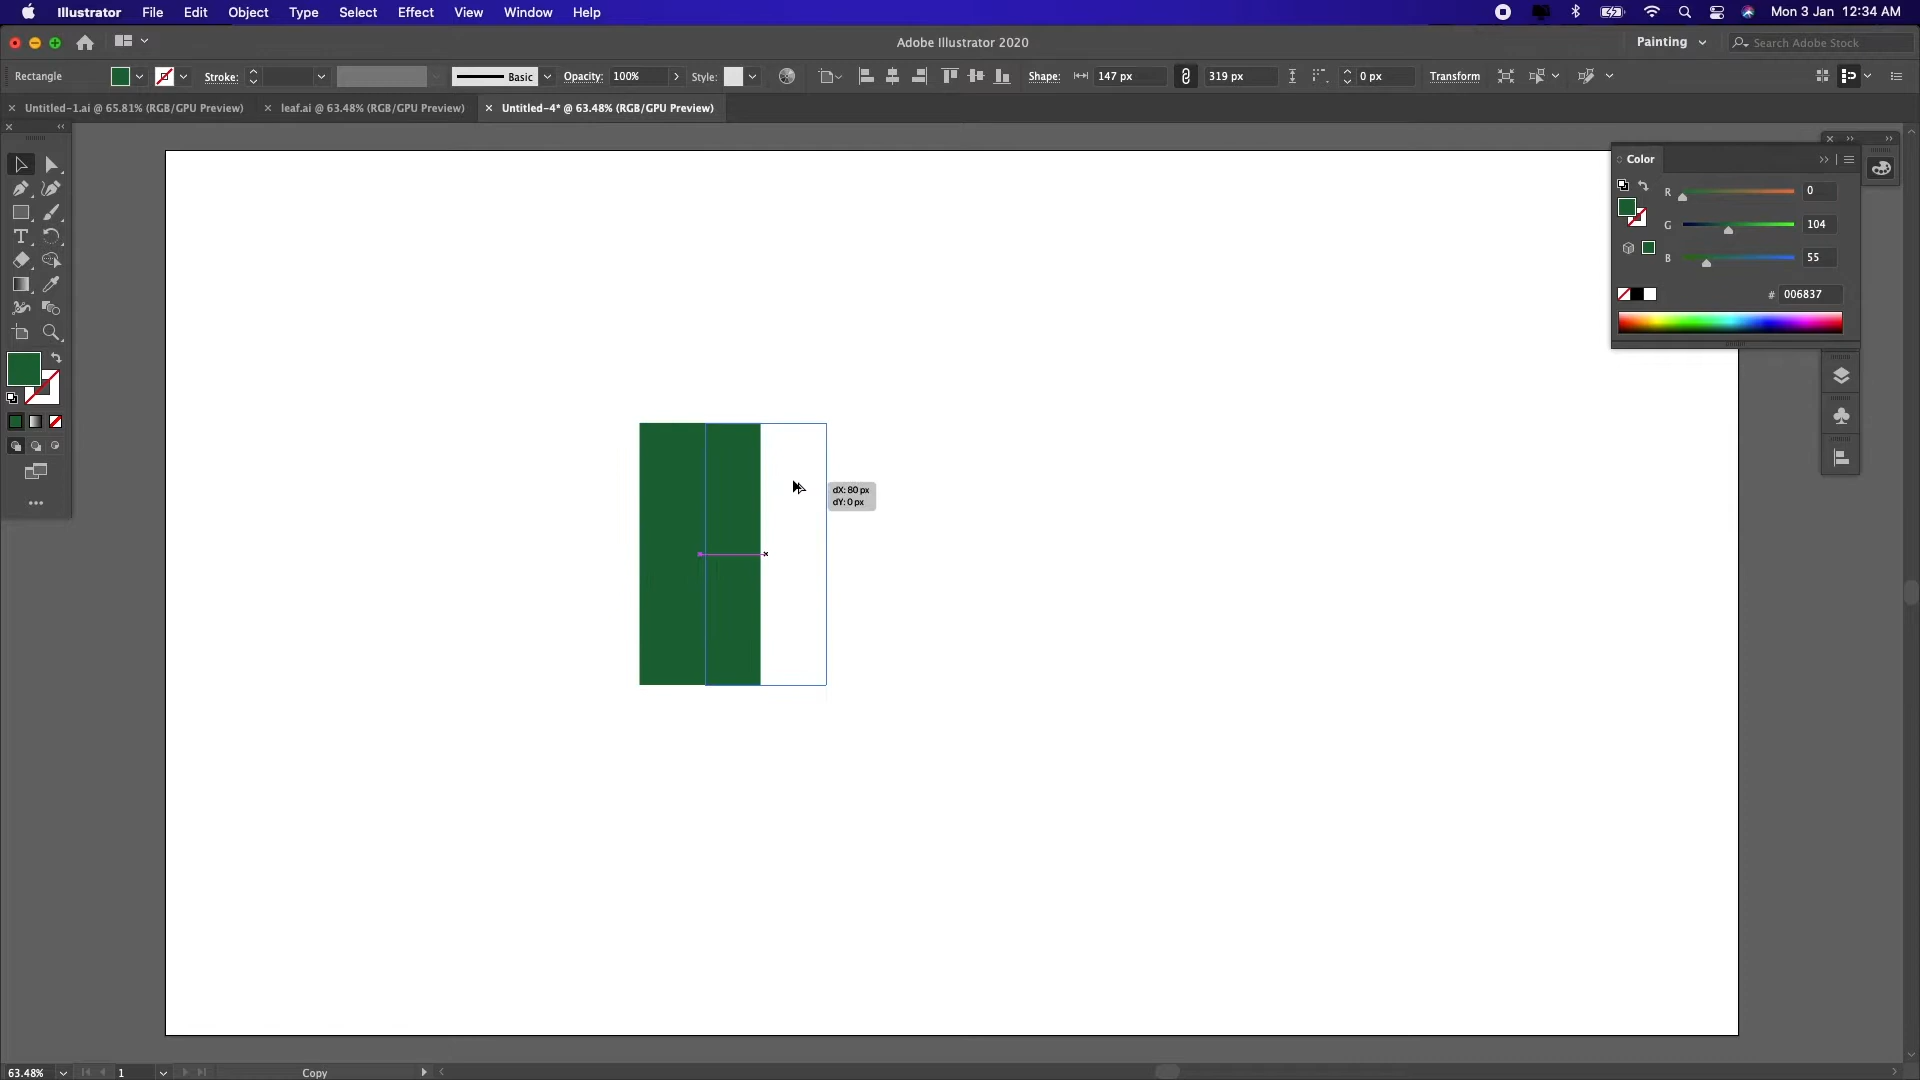 Illustrator File Edit Object Type Select Effect View Window Help Mon 3 Jan 12:34 AM
Adobe Illustrator 2020 Painting Search Adobe Stock
Rectangle Stroke: Basic Opacity: 100% Style: Shape: 147 px 319 px 0 px Transform
Untitled-1.ai @ 65.81% (RGB/GPU Preview) leaf.ai @ 63.48% (RGB/GPU Preview) Untitled-4* @ 63.48% (RGB/GPU Preview)
Color
R 0
G 104
B 55
# 006837
dX: 80 px
dY: 0 px
63.48% 1 Copy